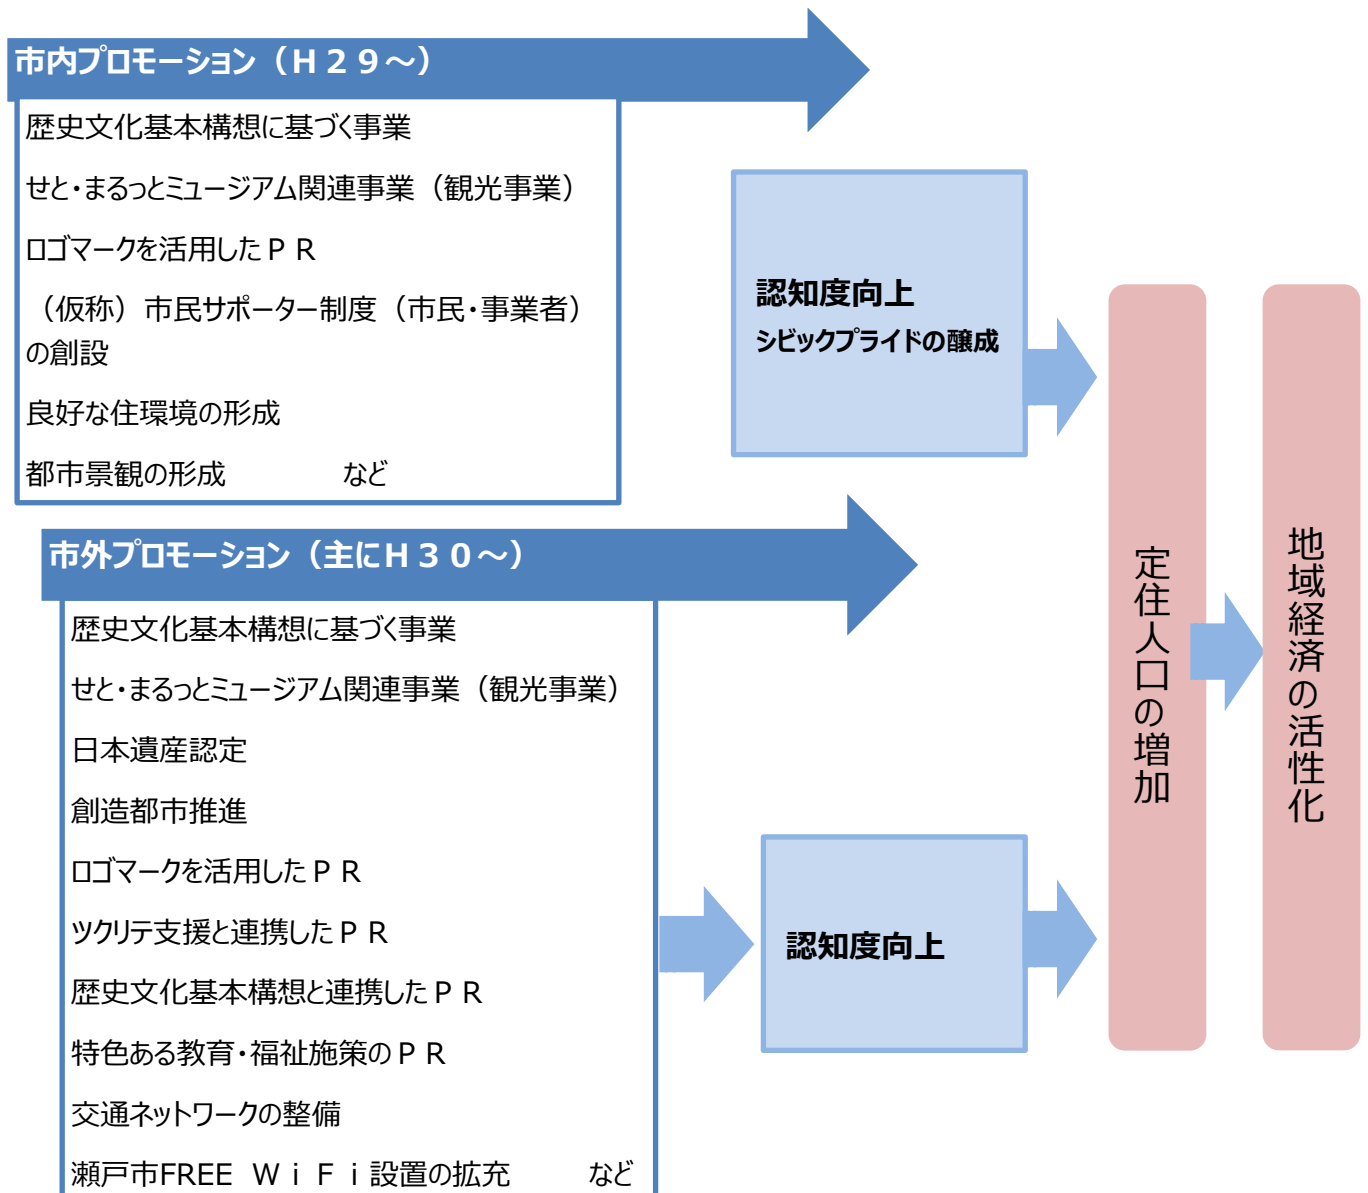 市内プロモーション（Ｈ２９～）
歴史文化基本構想に基づく事業
せと・まるっとミュージアム関連事業（観光事業）
ロゴマークを活用したＰＲ
（仮称）市民サポーター制度（市民・事業者）
の創設
良好な住環境の形成
都市景観の形成　　　　など
認知度向上
シビックプライドの醸成
市外プロモーション（主にＨ３０～）
歴史文化基本構想に基づく事業
せと・まるっとミュージアム関連事業（観光事業）
日本遺産認定
創造都市推進
ロゴマークを活用したＰＲ
ツクリテ支援と連携したＰＲ
歴史文化基本構想と連携したＰＲ
特色ある教育・福祉施策のＰＲ
交通ネットワークの整備
瀬戸市FREE ＷｉＦｉ設置の拡充　　　など
認知度向上
定住人口の増加
地域経済の活性化